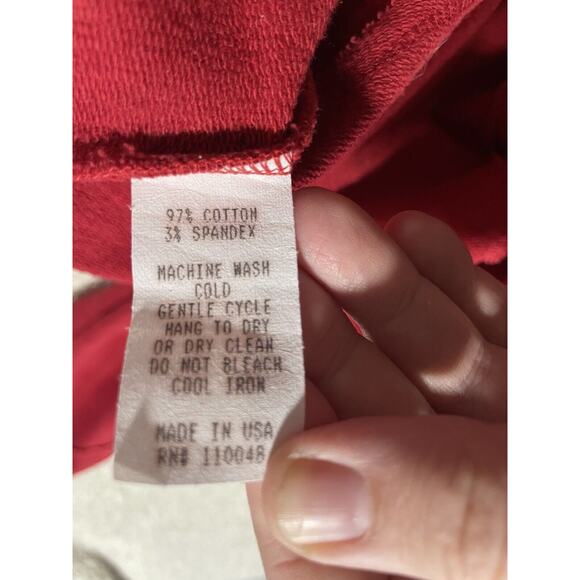 97% COTTON
3% SPANDEX
MACHINE WASH
COLD
GENTLE CYCLE
HANG TO DRY
OR DRY CLEAN
DO NOT BLEACH
COOL IRON
MADE IN USA
RN# 110048